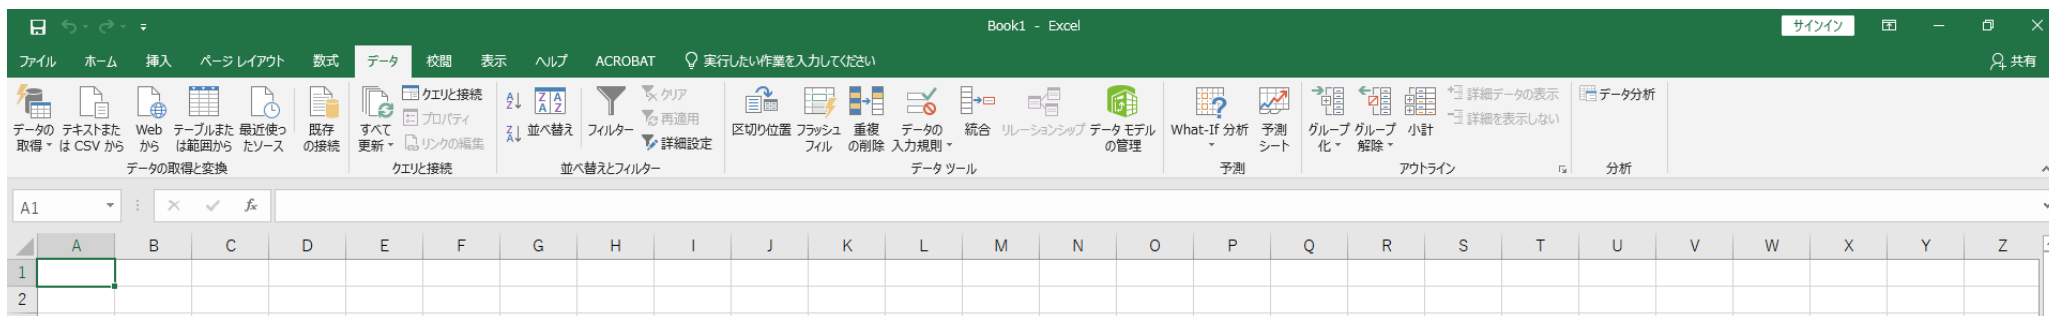 Book1 - Excel サインイン
ファイル ホーム 挿入 ページ レイアウト 数式 データ 校閲 表示 ヘルプ ACROBAT 実行したい作業を入力してください 共有
データの取得 テキストまたは CSV から Web から テーブルまたは範囲から 最近使ったソース 既存の接続
すべて更新 クエリと接続 プロパティ リンクの編集
並べ替え フィルター クリア 再適用 詳細設定
区切り位置 フラッシュ フィル 重複の削除 データの入力規則 統合 リレーションシップ データ モデルの管理
What-If 分析 予測シート
グループ化 グループ解除 小計 詳細データの表示 詳細を表示しない
データ分析
データの取得と変換 クエリと接続 並べ替えとフィルター データ ツール 予測 アウトライン 分析
A1 fx
A B C D E F G H I J K L M N O P Q R S T U V W X Y Z
1
2